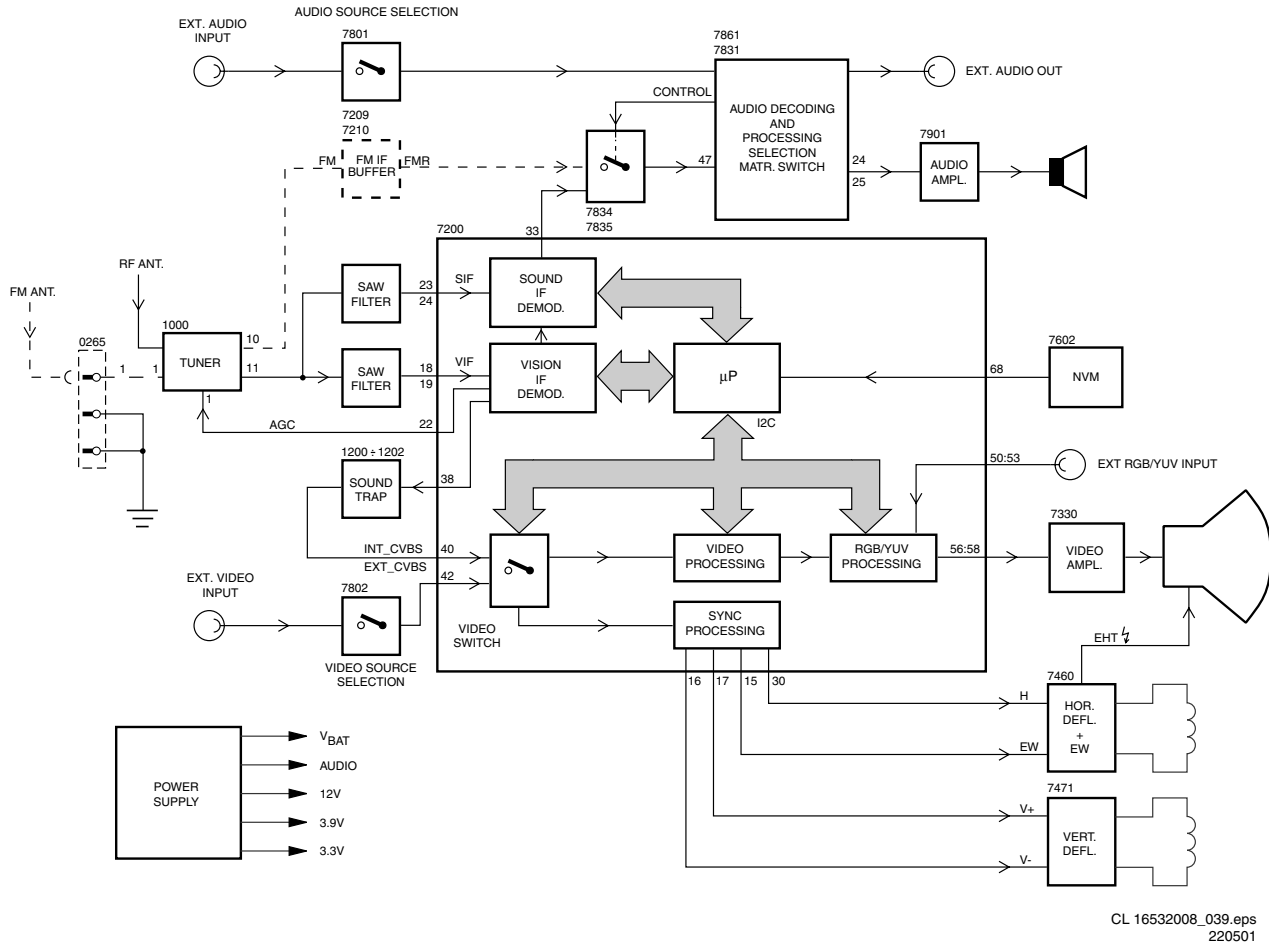 AUDIO SOURCE SELECTION
EXT. AUDIO
INPUT
7801
7861
7831
EXT. AUDIO OUT
CONTROL
AUDIO DECODING
AND
PROCESSING
SELECTION
MATR. SWITCH
7209
7210
FM
FM IF
BUFFER
FMR
47
24
25
7901
AUDIO
AMPL.
7834
7835
7200
33
RF ANT.
FM ANT.
0265
1
1
1000
TUNER
10
11
1
SAW
FILTER
23
24
SIF
SOUND
IF
DEMOD.
SAW
FILTER
18
19
VIF
VISION
IF
DEMOD.
µP
68
7602
NVM
AGC
22
I2C
1200 ÷ 1202
SOUND
TRAP
38
50:53
EXT RGB/YUV INPUT
INT_CVBS
40
EXT_CVBS
42
VIDEO
PROCESSING
RGB/YUV
PROCESSING
56:58
7330
VIDEO
AMPL.
EXT. VIDEO
INPUT
7802
VIDEO SOURCE
SELECTION
VIDEO
SWITCH
SYNC
PROCESSING
16
17
15
30
EHT
7460
H
EW
HOR.
DEFL.
+
EW
7471
V+
V-
VERT.
DEFL.
POWER
SUPPLY
VBAT
AUDIO
12V
3.9V
3.3V
CL 16532008_039.eps
220501